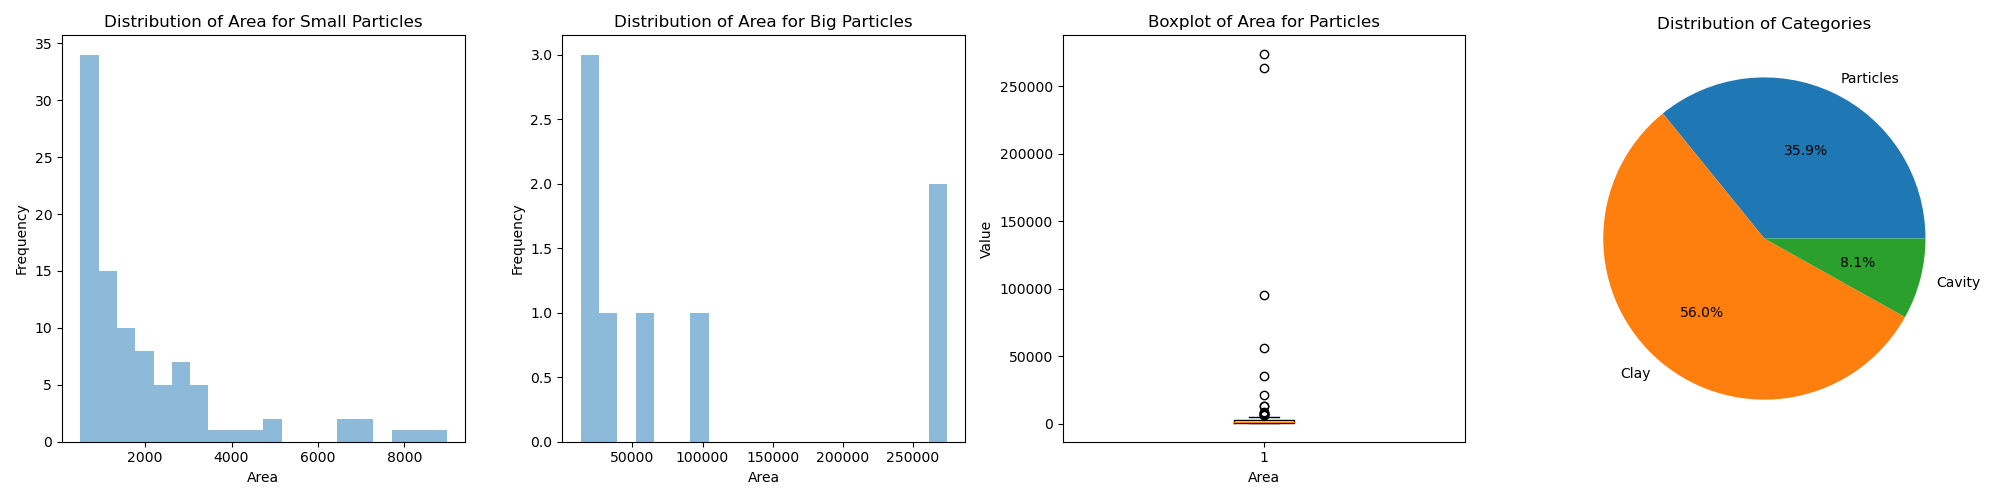 Distribution of Area for Small Particles
35
30
25
20
15
10
5
0
Frequency
2000 4000 6000 8000
Area
Distribution of Area for Big Particles
3.0
2.5
2.0
1.5
1.0
0.5
0.0
Frequency
50000 100000 150000 200000 250000
Area
Boxplot of Area for Particles
250000
200000
150000
100000
50000
0
Value
1
Area
Distribution of Categories
Particles
35.9%
8.1%
Cavity
56.0%
Clay